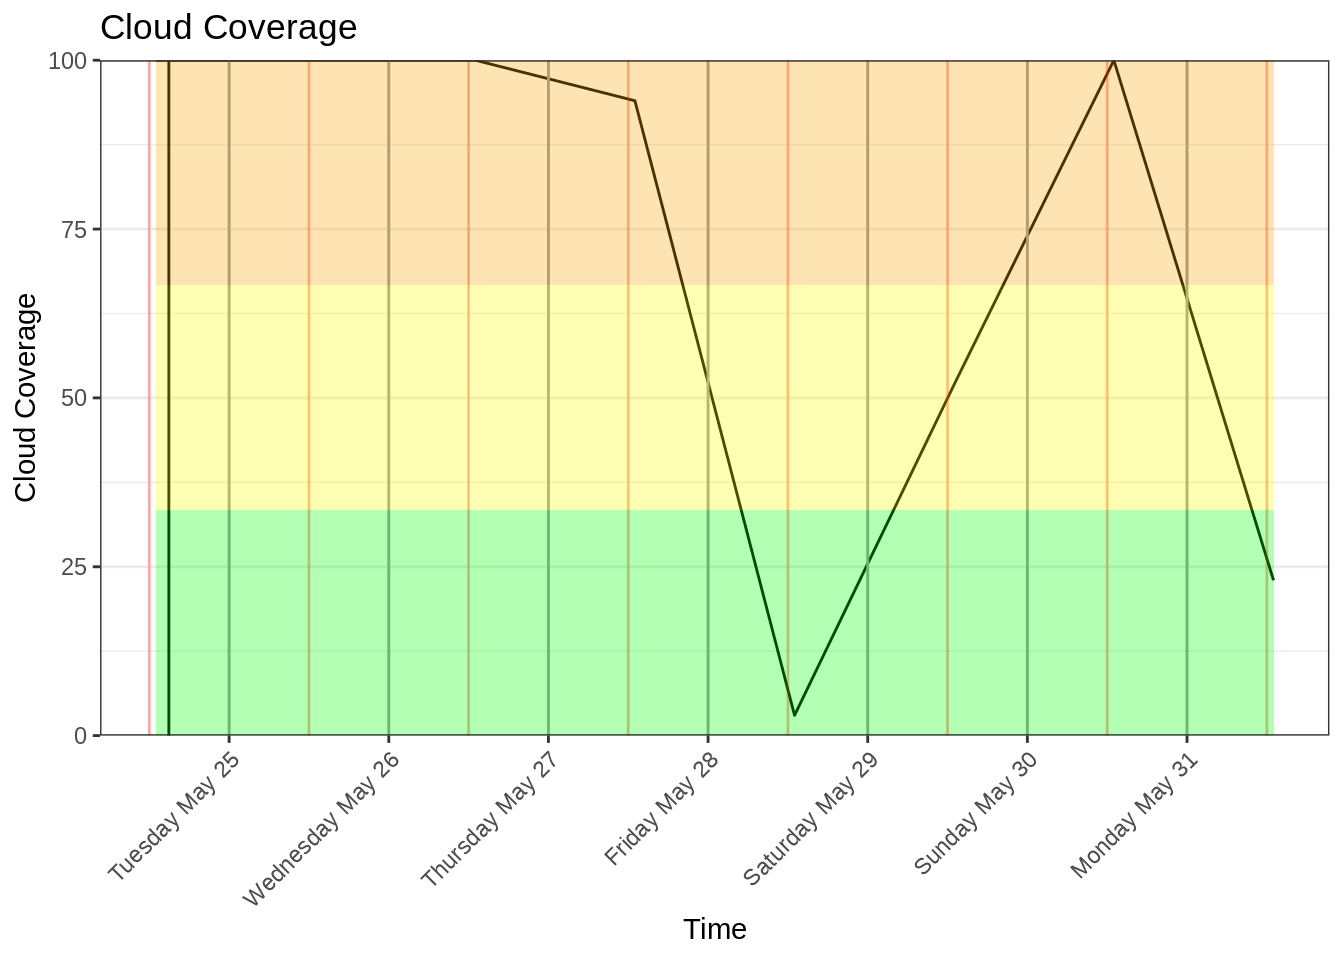 Cloud Coverage
Cloud Coverage
100
75
50
25
0
Tuesday May 25
Wednesday May 26
Thursday May 27
Friday May 28
Saturday May 29
Sunday May 30
Monday May 31
Time